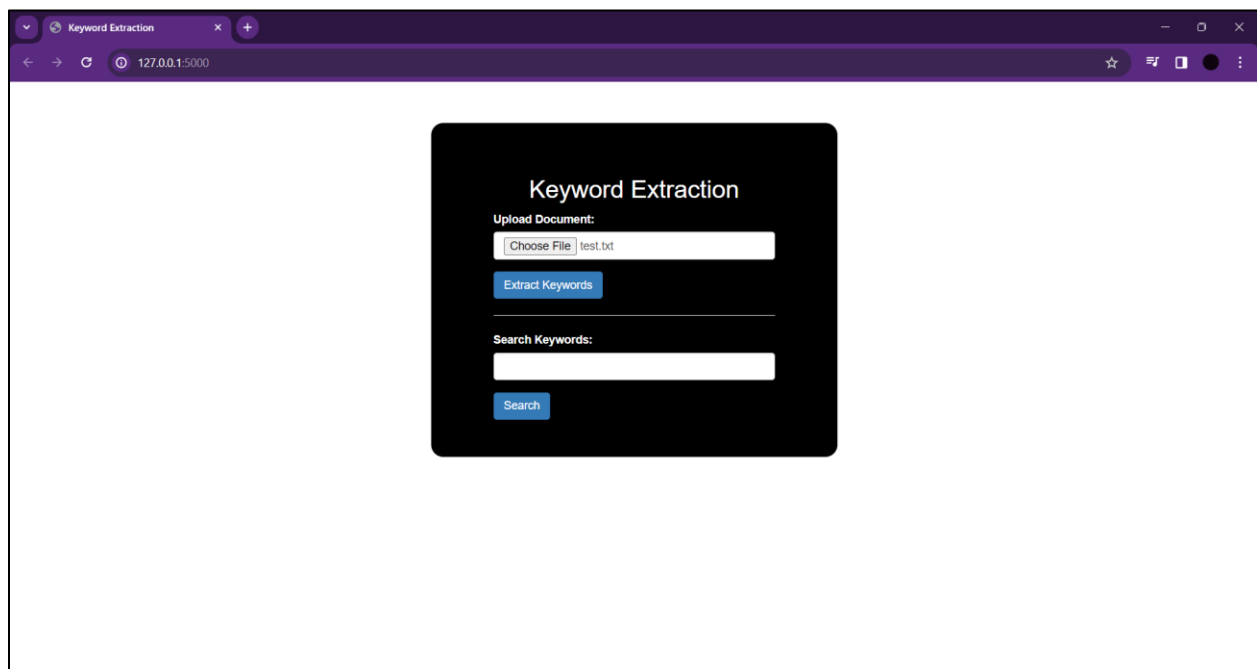 Keyword Extraction
127.0.0.1:5000
Keyword Extraction
Upload Document:
Choose File test.txt
Extract Keywords
Search Keywords:
Search